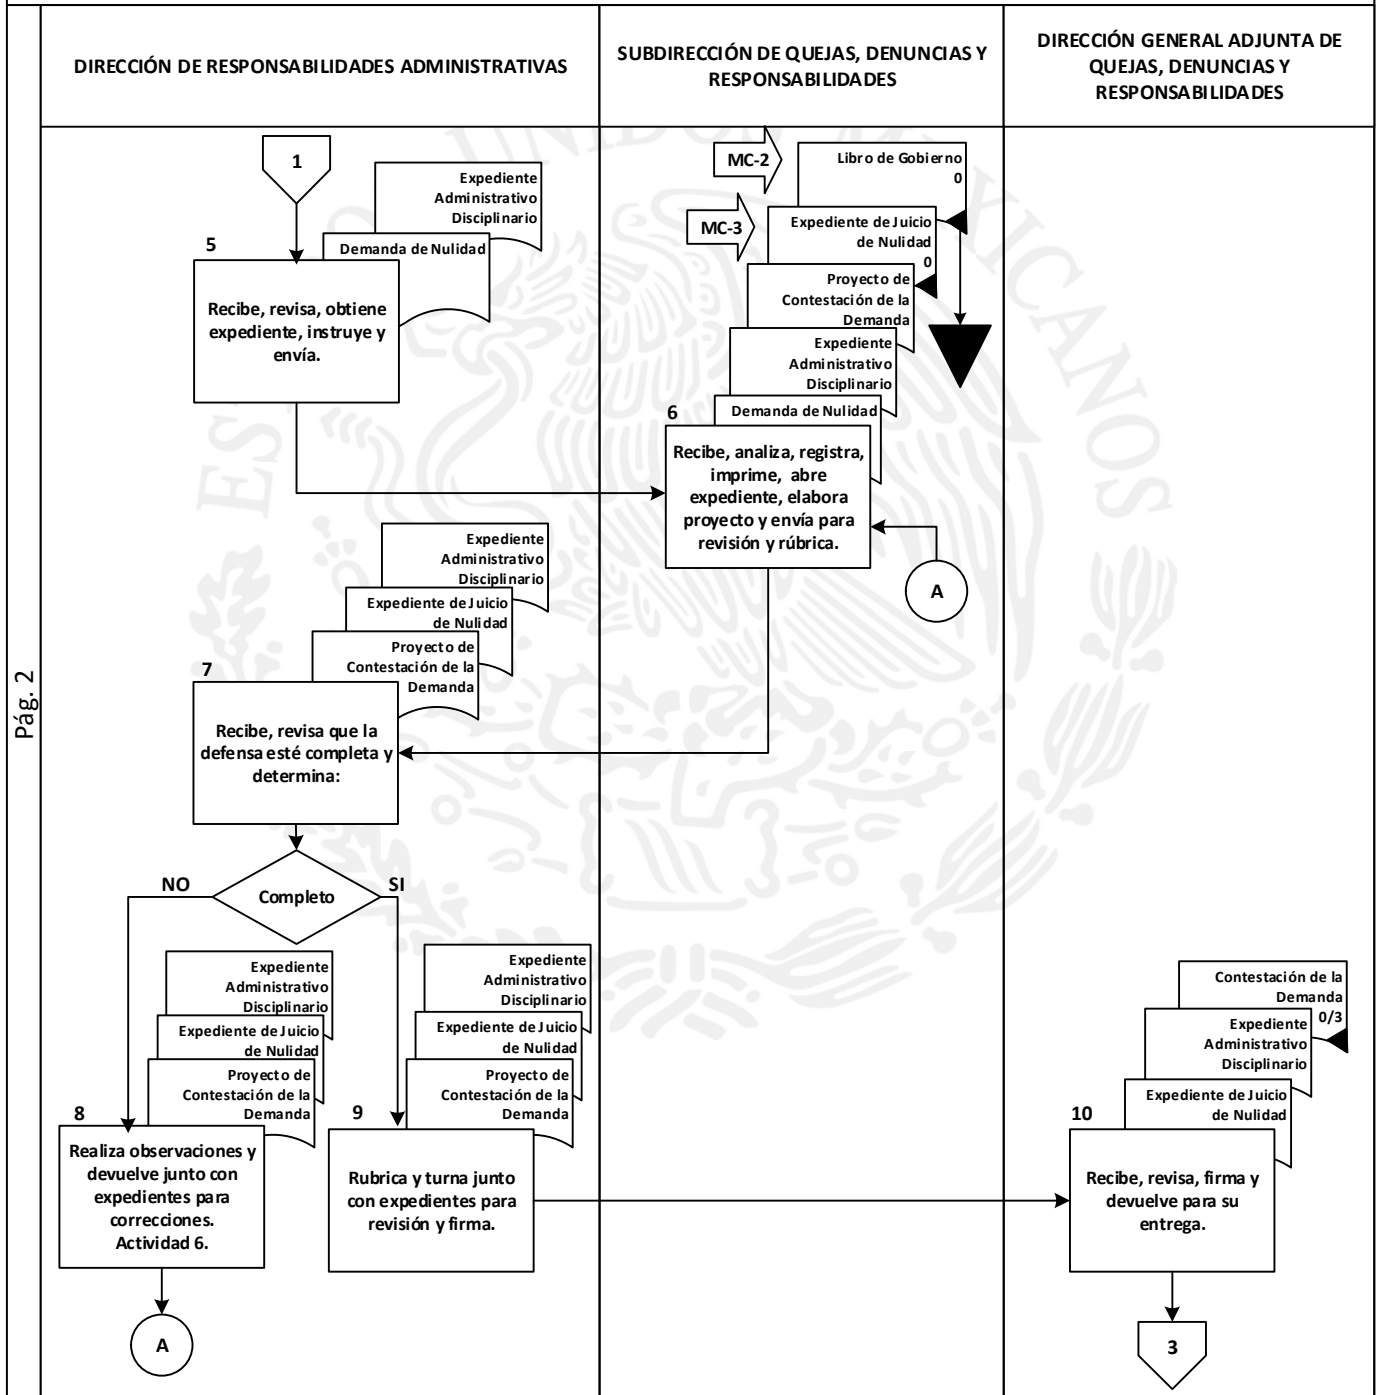 DIRECCIÓN DE RESPONSABILIDADES ADMINISTRATIVAS
SUBDIRECCIÓN DE QUEJAS, DENUNCIAS Y
RESPONSABILIDADES
DIRECCIÓN GENERAL ADJUNTA DE
QUEJAS, DENUNCIAS Y
RESPONSABILIDADES
Pág. 2
1
Expediente
Administrativo
Disciplinario
Demanda de Nulidad
5
Recibe, revisa, obtiene
expediente, instruye y
envía.
MC-2
Libro de Gobierno
0
MC-3
Expediente de Juicio
de Nulidad
0
Proyecto de
Contestación de la
Demanda
Expediente
Administrativo
Disciplinario
Demanda de Nulidad
6
Recibe, analiza, registra,
imprime, abre
expediente, elabora
proyecto y envía para
revisión y rúbrica.
A
Expediente
Administrativo
Disciplinario
Expediente de Juicio
de Nulidad
Proyecto de
Contestación de la
Demanda
7
Recibe, revisa que la
defensa esté completa y
determina:
NO
Completo
SI
Expediente
Administrativo
Disciplinario
Expediente de Juicio
de Nulidad
Proyecto de
Contestación de la
Demanda
8
Realiza observaciones y
devuelve junto con
expedientes para
correcciones.
Actividad 6.
A
Expediente
Administrativo
Disciplinario
Expediente de Juicio
de Nulidad
Proyecto de
Contestación de la
Demanda
9
Rubrica y turna junto
con expedientes para
revisión y firma.
Contestación de la
Demanda
0/3
Expediente
Administrativo
Disciplinario
Expediente de Juicio
de Nulidad
10
Recibe, revisa, firma y
devuelve para su
entrega.
3
UNIDOS MEXICANOS